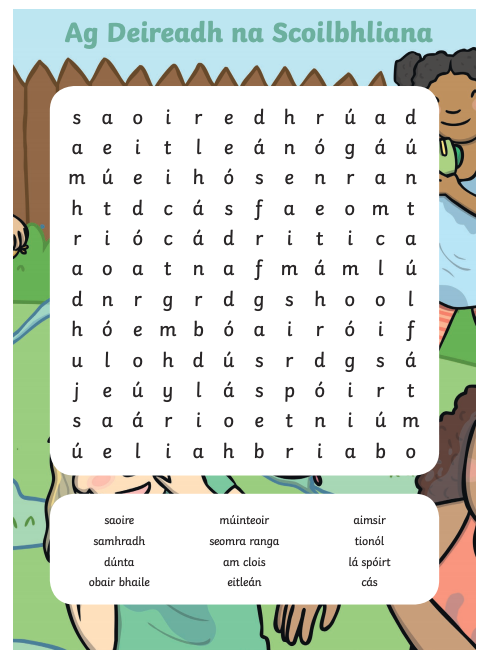 Ag Deireadh na Scoilbhliana
s a o i r e d h r ú a d
a e i t l e á n ó g á ú
m ú e i h ó s e n r a n
h t d c á s f a e o m t
r i ó c á d r i t i c a
a o a t n a f m á m l ú
d n r g r d g s h o o l
h ó e m b ó a i r ó i f
u l o h d ú s r d g s á
j e ú y l á s p ó i r t
s a á r i o e t n i ú m
ú e l i a h b r i a b o
saoire múinteoir aimsir
samhradh seomra ranga tionól
dúnta am clois lá spóirt
obair bhaile eitleán cás